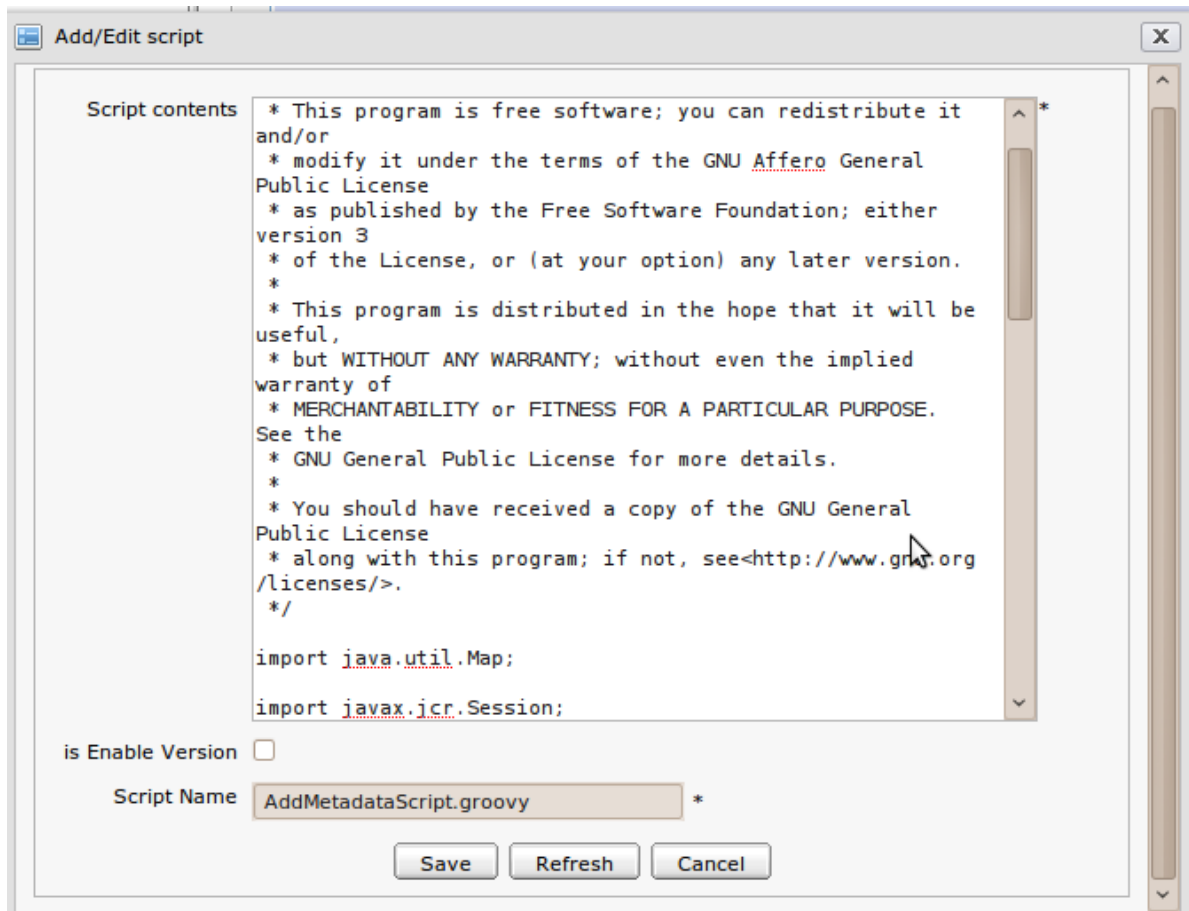 Add/Edit script
X
Script contents
* This program is free software; you can redistribute it
and/or
* modify it under the terms of the GNU Affero General
Public License
* as published by the Free Software Foundation; either
version 3
* of the License, or (at your option) any later version.
*
* This program is distributed in the hope that it will be
useful,
* but WITHOUT ANY WARRANTY; without even the implied
warranty of
* MERCHANTABILITY or FITNESS FOR A PARTICULAR PURPOSE.
See the
* GNU General Public License for more details.
*
* You should have received a copy of the GNU General
Public License
* along with this program; if not, see<http://www.gnu.org
/licenses/>.
*/
import java.util.Map;
import javax.jcr.Session;
*
is Enable Version
Script Name AddMetadataScript.groovy *
Save Refresh Cancel